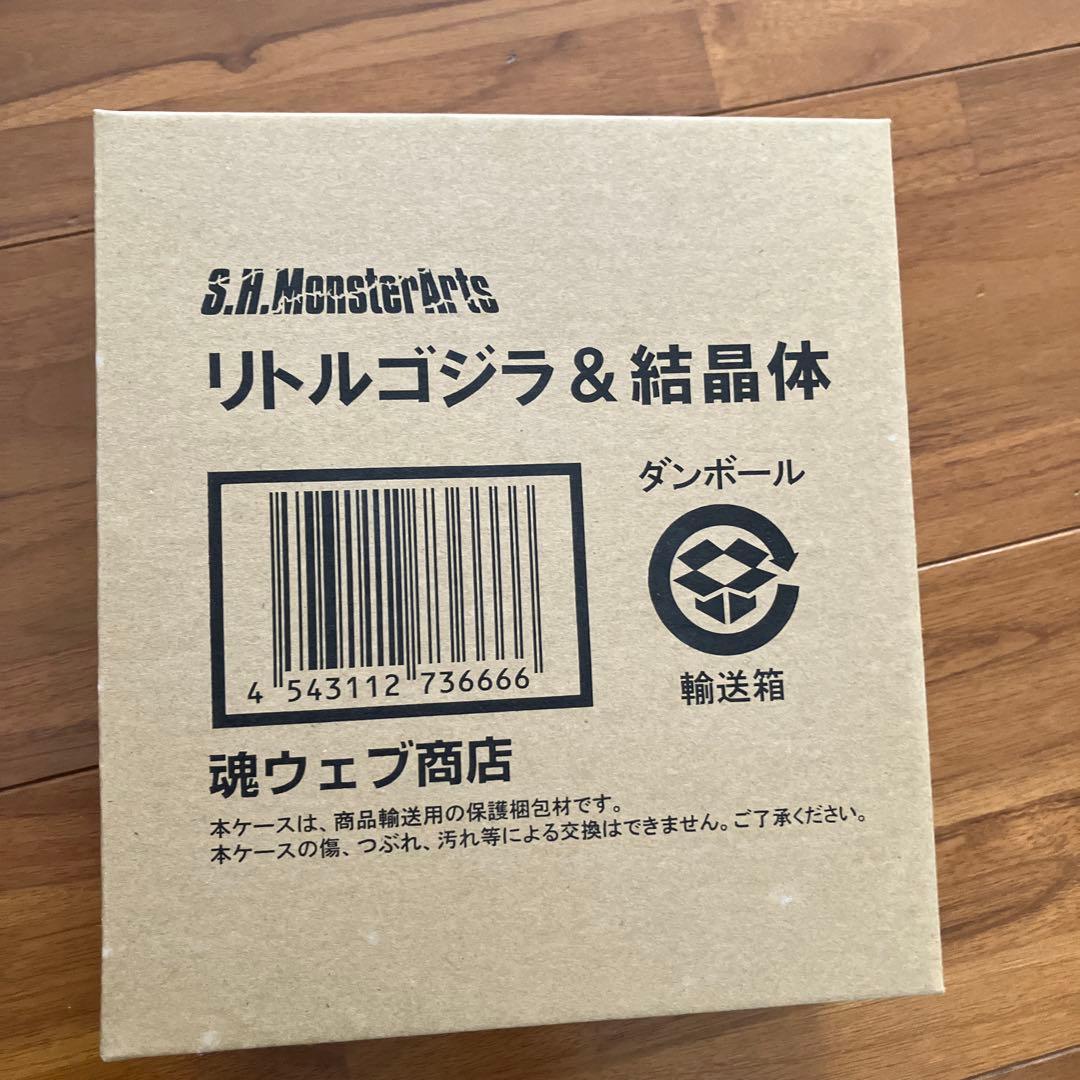 S.H.MonsterArts
リトルゴジラ&結晶体
ダンボール
4 543112 736666
輸送箱
魂ウェブ商店
本ケースは、商品輸送用の保護梱包材です。
本ケースの傷、つぶれ、汚れ等による交換はできません。ご了承ください。